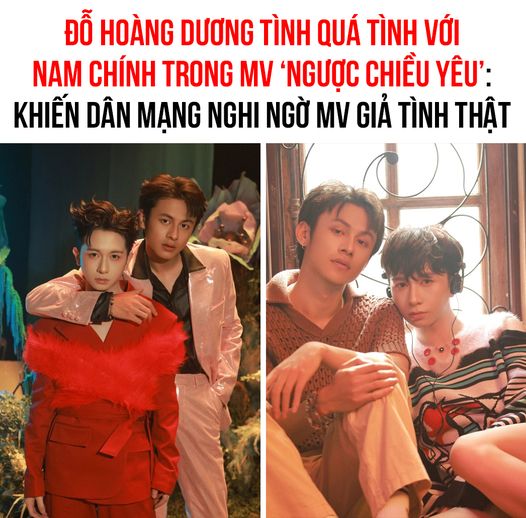 ĐỖ HOÀNG DƯƠNG TÌNH QUÁ TÌNH VỚI
NAM CHÍNH TRONG MV ‘NGƯỢC CHIỀU YÊU’:
KHIẾN DÂN MẠNG NGHI NGỜ MV GIẢ TÌNH THẬT